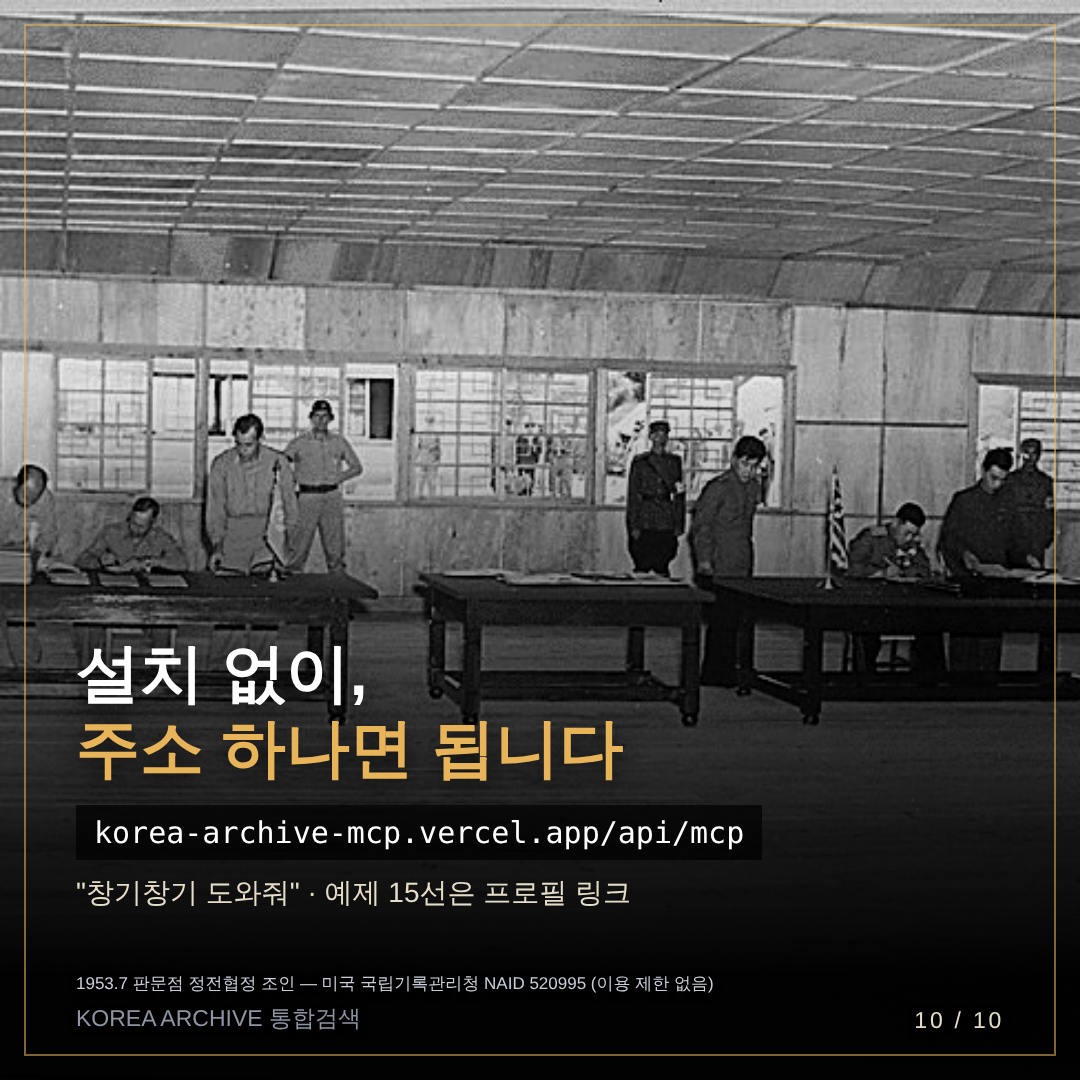 설치 없이,
주소 하나면 됩니다
korea-archive-mcp.vercel.app/api/mcp
"창기창기 도와줘" · 예제 15선은 프로필 링크
1953.7 판문점 정전협정 조인 — 미국 국립기록관리청 NAID 520995 (이용 제한 없음)
KOREA ARCHIVE 통합검색
10 / 10